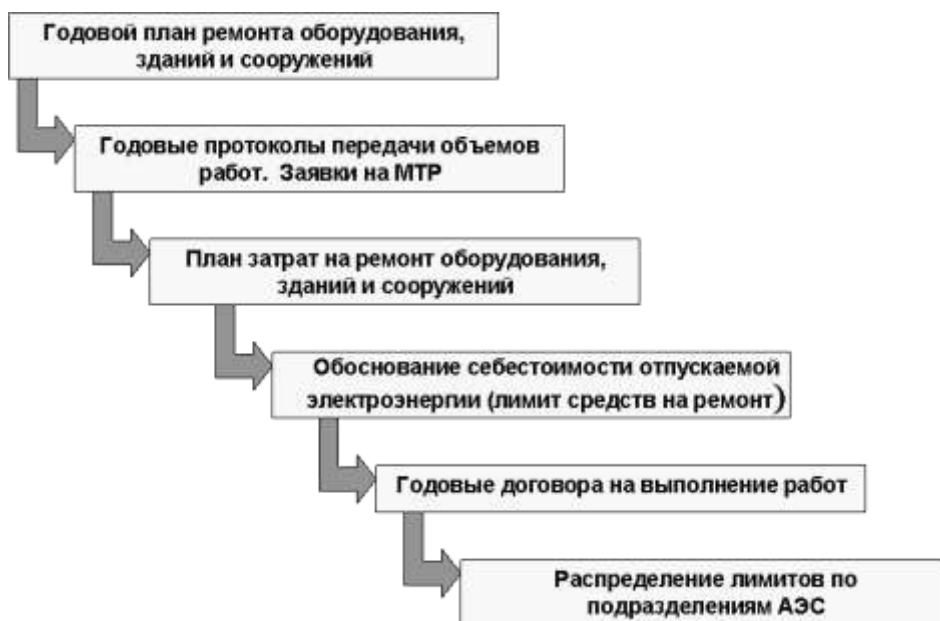 Годовой план ремонта оборудования,
зданий и сооружений
Годовые протоколы передачи объемов
работ. Заявки на МТР
План затрат на ремонт оборудования,
зданий и сооружений
Обоснование себестоимости отпускаемой
электроэнергии (лимит средств на ремонт)
Годовые договора на выполнение работ
Распределение лимитов по
подразделениям АЭС